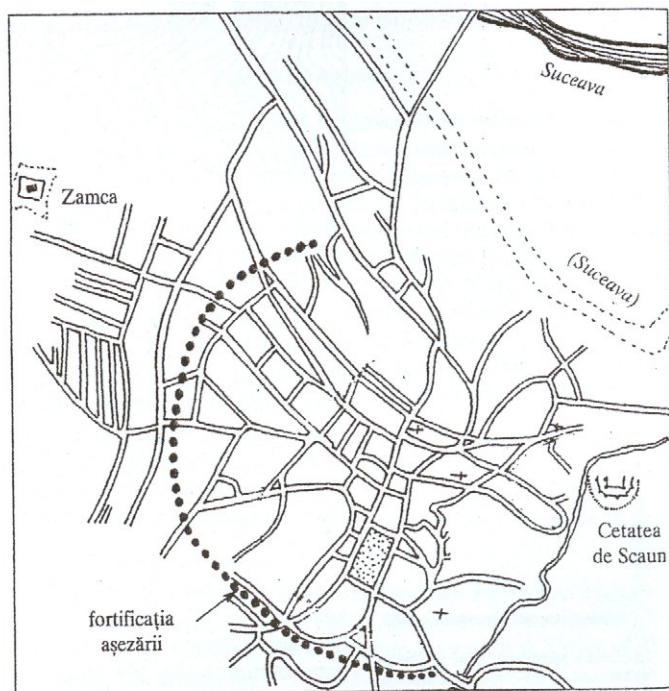 Suceava
Zamca
(Suceava)
Cetatea
de Scaun
fortificația
așezării